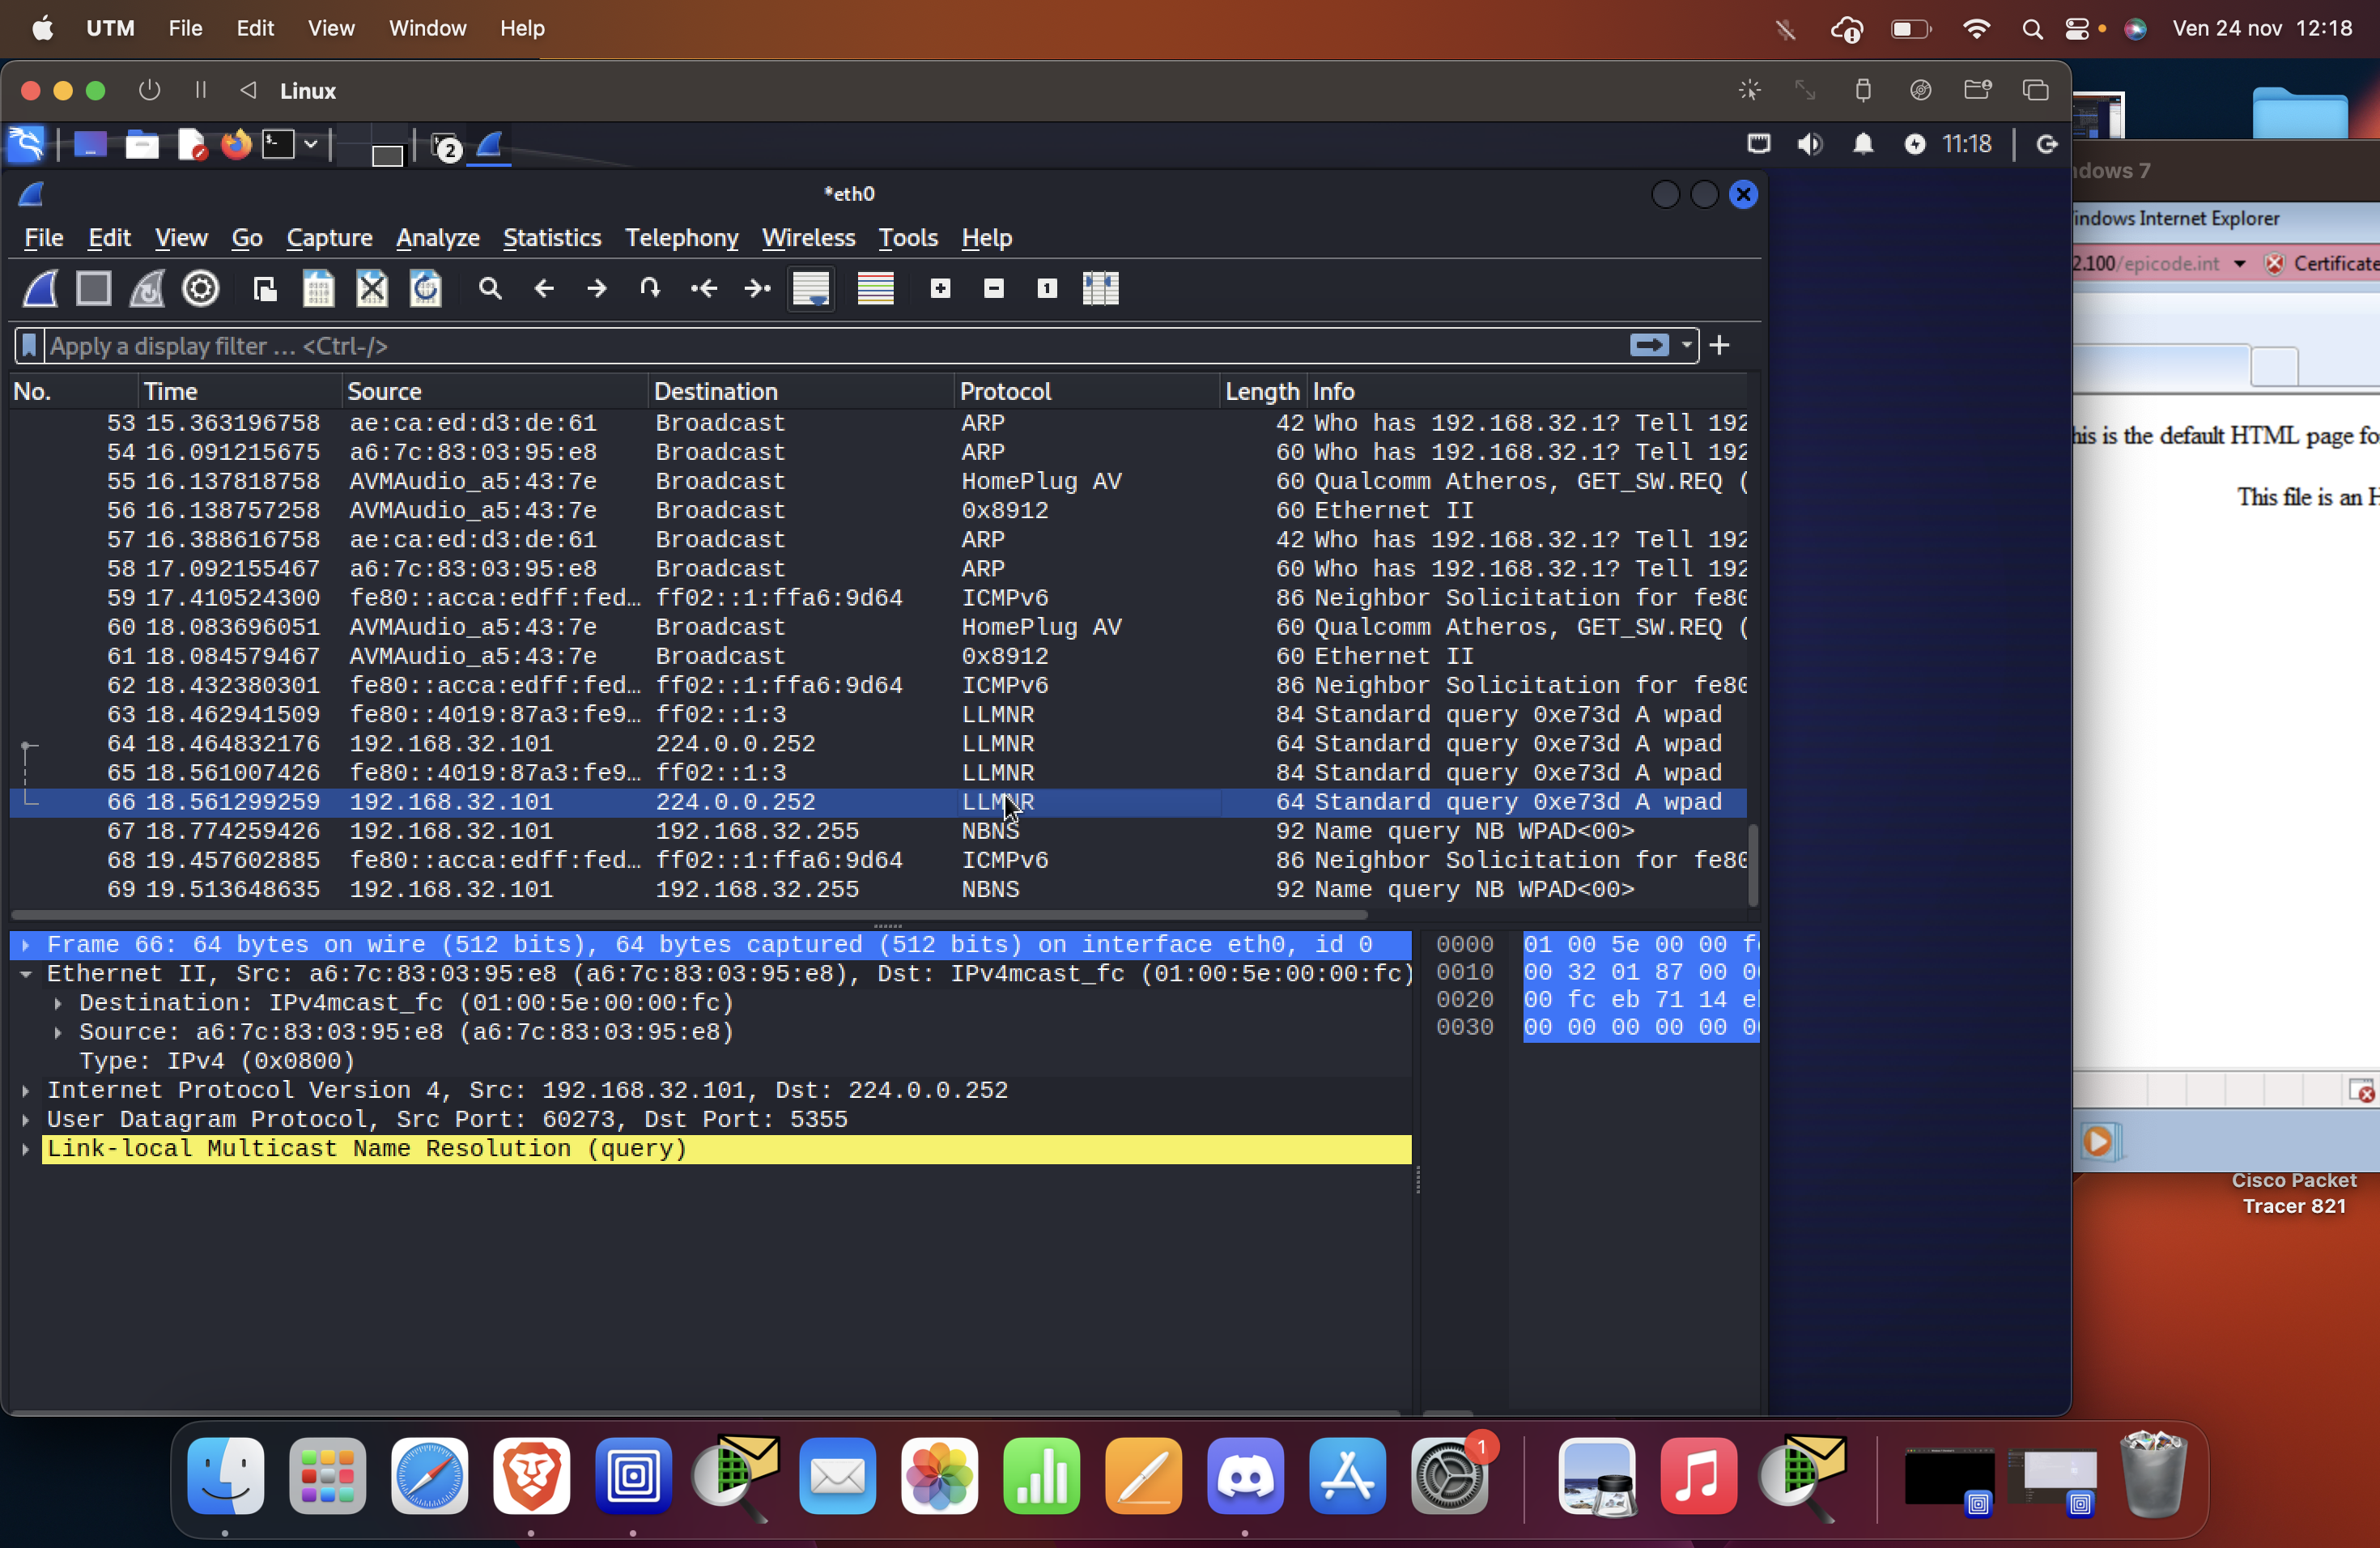 UTM File Edit View Window Help Ven 24 nov 12:18
Linux
2 11:18
*eth0
File Edit View Go Capture Analyze Statistics Telephony Wireless Tools Help
Apply a display filter … <Ctrl-/>
No. Time Source Destination Protocol Length Info
53 15.363196758 ae:ca:ed:d3:de:61 Broadcast ARP 42 Who has 192.168.32.1? Tell 192
54 16.091215675 a6:7c:83:03:95:e8 Broadcast ARP 60 Who has 192.168.32.1? Tell 192
55 16.137818758 AVMAudio_a5:43:7e Broadcast HomePlug AV 60 Qualcomm Atheros, GET_SW.REQ (
56 16.138757258 AVMAudio_a5:43:7e Broadcast 0x8912 60 Ethernet II
57 16.388616758 ae:ca:ed:d3:de:61 Broadcast ARP 42 Who has 192.168.32.1? Tell 192
58 17.092155467 a6:7c:83:03:95:e8 Broadcast ARP 60 Who has 192.168.32.1? Tell 192
59 17.410524300 fe80::acca:edff:fed… ff02::1:ffa6:9d64 ICMPv6 86 Neighbor Solicitation for fe80
60 18.083696051 AVMAudio_a5:43:7e Broadcast HomePlug AV 60 Qualcomm Atheros, GET_SW.REQ (
61 18.084579467 AVMAudio_a5:43:7e Broadcast 0x8912 60 Ethernet II
62 18.432380301 fe80::acca:edff:fed… ff02::1:ffa6:9d64 ICMPv6 86 Neighbor Solicitation for fe80
63 18.462941509 fe80::4019:87a3:fe9… ff02::1:3 LLMNR 84 Standard query 0xe73d A wpad
64 18.464832176 192.168.32.101 224.0.0.252 LLMNR 64 Standard query 0xe73d A wpad
65 18.561007426 fe80::4019:87a3:fe9… ff02::1:3 LLMNR 84 Standard query 0xe73d A wpad
66 18.561299259 192.168.32.101 224.0.0.252 LLMNR 64 Standard query 0xe73d A wpad
67 18.774259426 192.168.32.101 192.168.32.255 NBNS 92 Name query NB WPAD<00>
68 19.457602885 fe80::acca:edff:fed… ff02::1:ffa6:9d64 ICMPv6 86 Neighbor Solicitation for fe80
69 19.513648635 192.168.32.101 192.168.32.255 NBNS 92 Name query NB WPAD<00>
Frame 66: 64 bytes on wire (512 bits), 64 bytes captured (512 bits) on interface eth0, id 0
Ethernet II, Src: a6:7c:83:03:95:e8 (a6:7c:83:03:95:e8), Dst: IPv4mcast_fc (01:00:5e:00:00:fc)
Destination: IPv4mcast_fc (01:00:5e:00:00:fc)
Source: a6:7c:83:03:95:e8 (a6:7c:83:03:95:e8)
Type: IPv4 (0x0800)
Internet Protocol Version 4, Src: 192.168.32.101, Dst: 224.0.0.252
User Datagram Protocol, Src Port: 60273, Dst Port: 5355
Link-local Multicast Name Resolution (query)
0000 01 00 5e 00 00 f
0010 00 32 01 87 00 0
0020 00 fc eb 71 14 e
0030 00 00 00 00 00 0
ndows 7
indows Internet Explorer
2.100/epicode.int Certificate
his is the default HTML page fo
This file is an H
Cisco Packet
Tracer 821
1